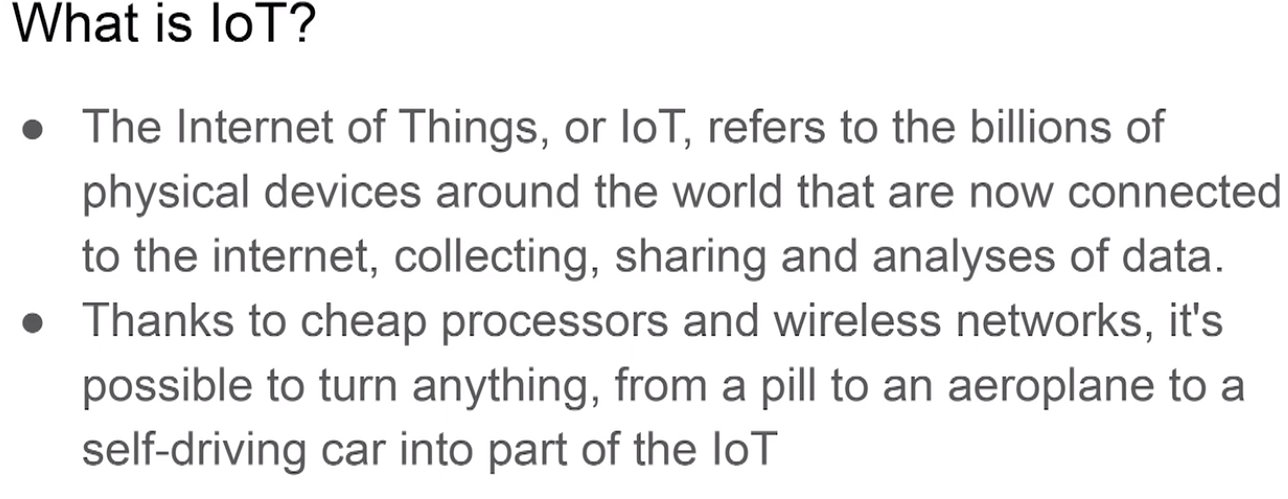 What is IoT?
● The Internet of Things, or IoT, refers to the billions of
physical devices around the world that are now connected
to the internet, collecting, sharing and analyses of data.
● Thanks to cheap processors and wireless networks, it's
possible to turn anything, from a pill to an aeroplane to a
self-driving car into part of the IoT